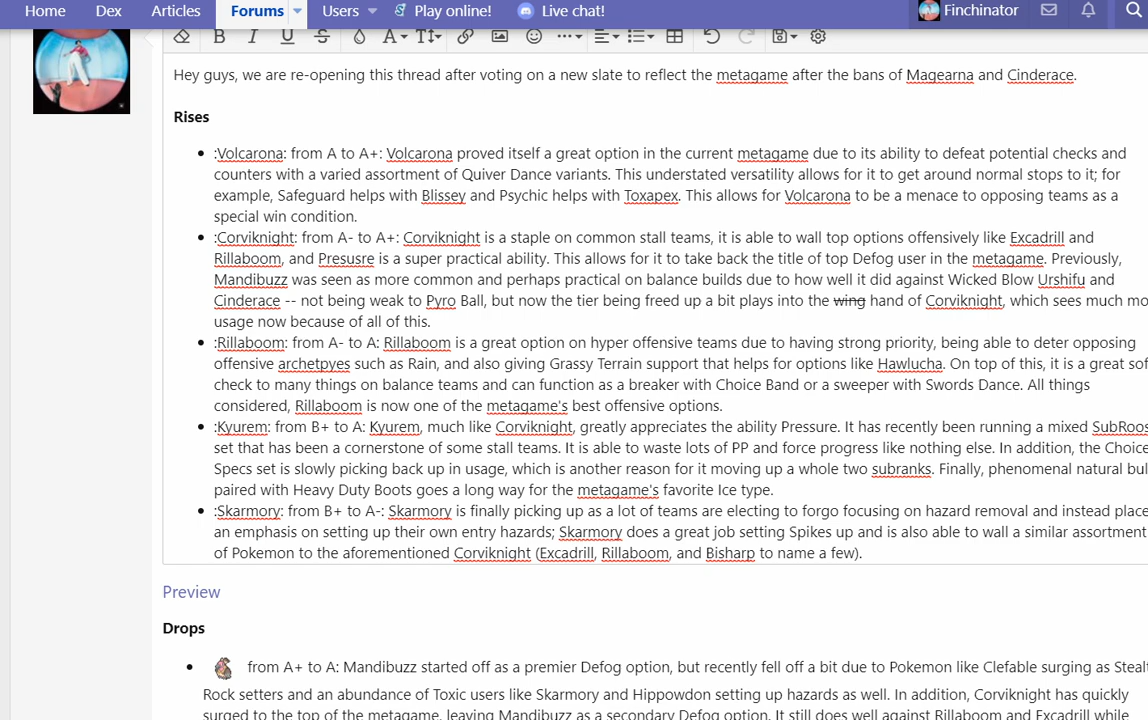 Home Dex Articles Forums Users Play online! Live chat! Finchinator
Hey guys, we are re-opening this thread after voting on a new slate to reflect the metagame after the bans of Magearna and Cinderace.
Rises
:Volcarona: from A to A+: Volcarona proved itself a great option in the current metagame due to its ability to defeat potential checks and
counters with a varied assortment of Quiver Dance variants. This understated versatility allows for it to get around normal stops to it; for
example, Safeguard helps with Blissey and Psychic helps with Toxapex. This allows for Volcarona to be a menace to opposing teams as a
special win condition.
:Corviknight: from A- to A+: Corviknight is a staple on common stall teams, it is able to wall top options offensively like Excadrill and
Rillaboom, and Presusre is a super practical ability. This allows for it to take back the title of top Defog user in the metagame. Previously,
Mandibuzz was seen as more common and perhaps practical on balance builds due to how well it did against Wicked Blow Urshifu and
Cinderace -- not being weak to Pyro Ball, but now the tier being freed up a bit plays into the wing hand of Corviknight, which sees much mo
usage now because of all of this.
:Rillaboom: from A- to A: Rillaboom is a great option on hyper offensive teams due to having strong priority, being able to deter opposing
offensive archetpyes such as Rain, and also giving Grassy Terrain support that helps for options like Hawlucha. On top of this, it is a great sof
check to many things on balance teams and can function as a breaker with Choice Band or a sweeper with Swords Dance. All things
considered, Rillaboom is now one of the metagame's best offensive options.
:Kyurem: from B+ to A: Kyurem, much like Corviknight, greatly appreciates the ability Pressure. It has recently been running a mixed SubRoos
set that has been a cornerstone of some stall teams. It is able to waste lots of PP and force progress like nothing else. In addition, the Choice
Specs set is slowly picking back up in usage, which is another reason for it moving up a whole two subranks. Finally, phenomenal natural bul
paired with Heavy Duty Boots goes a long way for the metagame's favorite Ice type.
:Skarmory: from B+ to A-: Skarmory is finally picking up as a lot of teams are electing to forgo focusing on hazard removal and instead place
an emphasis on setting up their own entry hazards; Skarmory does a great job setting Spikes up and is also able to wall a similar assortment
of Pokemon to the aforementioned Corviknight (Excadrill, Rillaboom, and Bisharp to name a few).
Preview
Drops
from A+ to A: Mandibuzz started off as a premier Defog option, but recently fell off a bit due to Pokemon like Clefable surging as Stealt
Rock setters and an abundance of Toxic users like Skarmory and Hippowdon setting up hazards as well. In addition, Corviknight has quickly
surged to the top of the metagame, leaving Mandibuzz as a secondary Defog option. It still does well against Rillaboom and Excadrill while